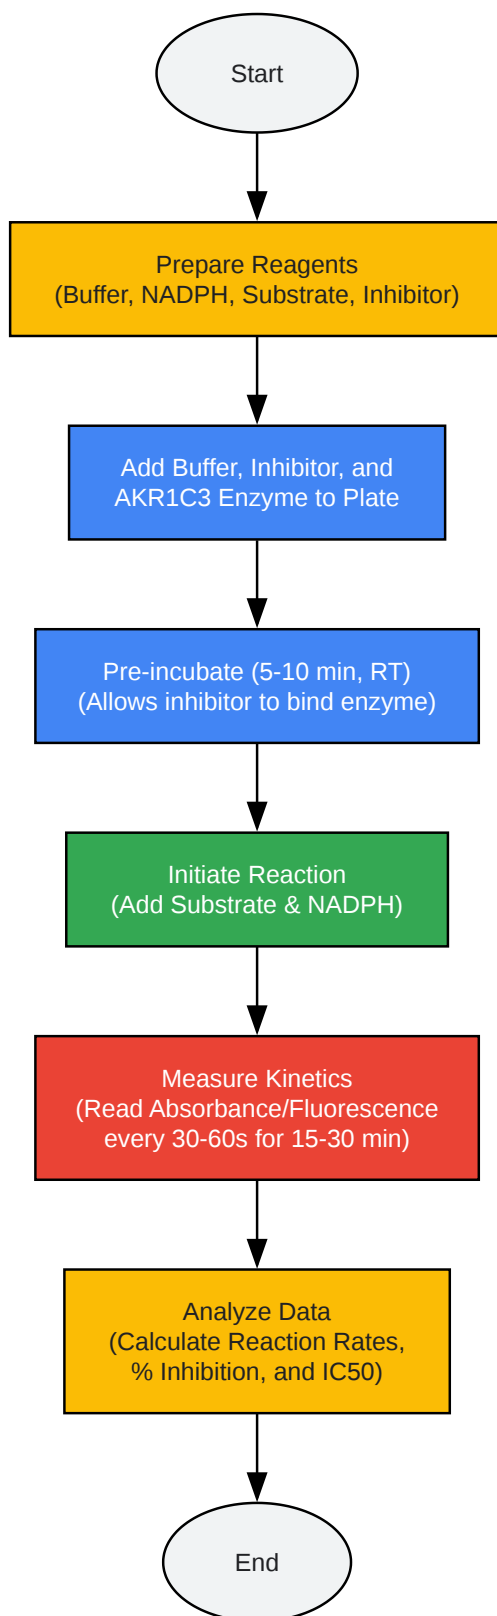 Start
Prepare Reagents
(Buffer, NADPH, Substrate, Inhibitor)
Add Buffer, Inhibitor, and
AKR1C3 Enzyme to Plate
Pre-incubate (5-10 min, RT)
(Allows inhibitor to bind enzyme)
Initiate Reaction
(Add Substrate & NADPH)
Measure Kinetics
(Read Absorbance/Fluorescence
every 30-60s for 15-30 min)
Analyze Data
(Calculate Reaction Rates,
% Inhibition, and IC50)
End